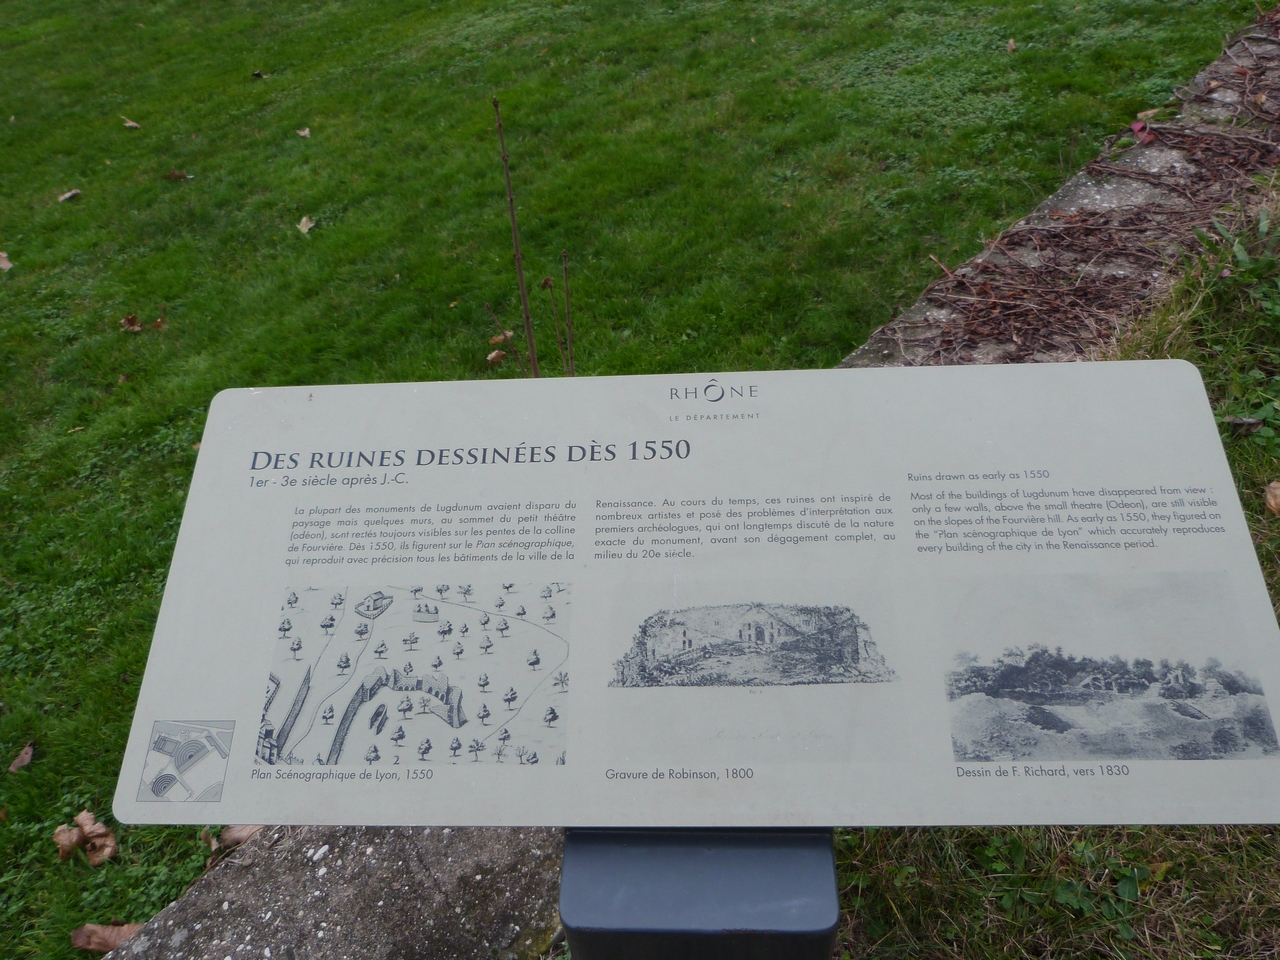 RHÔNE
LE DÉPARTEMENT
DES RUINES DESSINÉES DÈS 1550
1er - 3e siècle après J.-C.
La plupart des monuments de Lugdunum avaient disparu du
paysage mais quelques murs, au sommet du petit théâtre
(odéon), sont restés toujours visibles sur les pentes de la colline
de Fourvière. Dès 1550, ils figurent sur le Plan scénographique,
qui reproduit avec précision tous les bâtiments de la ville de la
Renaissance. Au cours du temps, ces ruines ont inspiré de
nombreux artistes et posé des problèmes d'interprétation aux
premiers archéologues, qui ont longtemps discuté de la nature
exacte du monument, avant son dégagement complet, au
milieu du 20e siècle.
Ruins drawn as early as 1550
Most of the buildings of Lugdunum have disappeared from view :
only a few walls, above the small theatre (Odeon), are still visible
on the slopes of the Fourvière hill. As early as 1550, they figured on
the "Plan scénographique de Lyon" which accurately reproduces
every building of the city in the Renaissance period.
2
Plan Scénographique de Lyon, 1550
Gravure de Robinson, 1800
Dessin de F. Richard, vers 1830